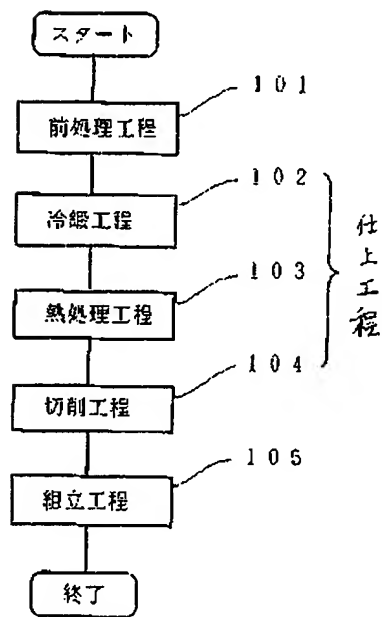 スタート
101
前処理工程
102
冷鍛工程
103
熱処理工程
104
切削工程
105
組立工程
終了
仕上工程